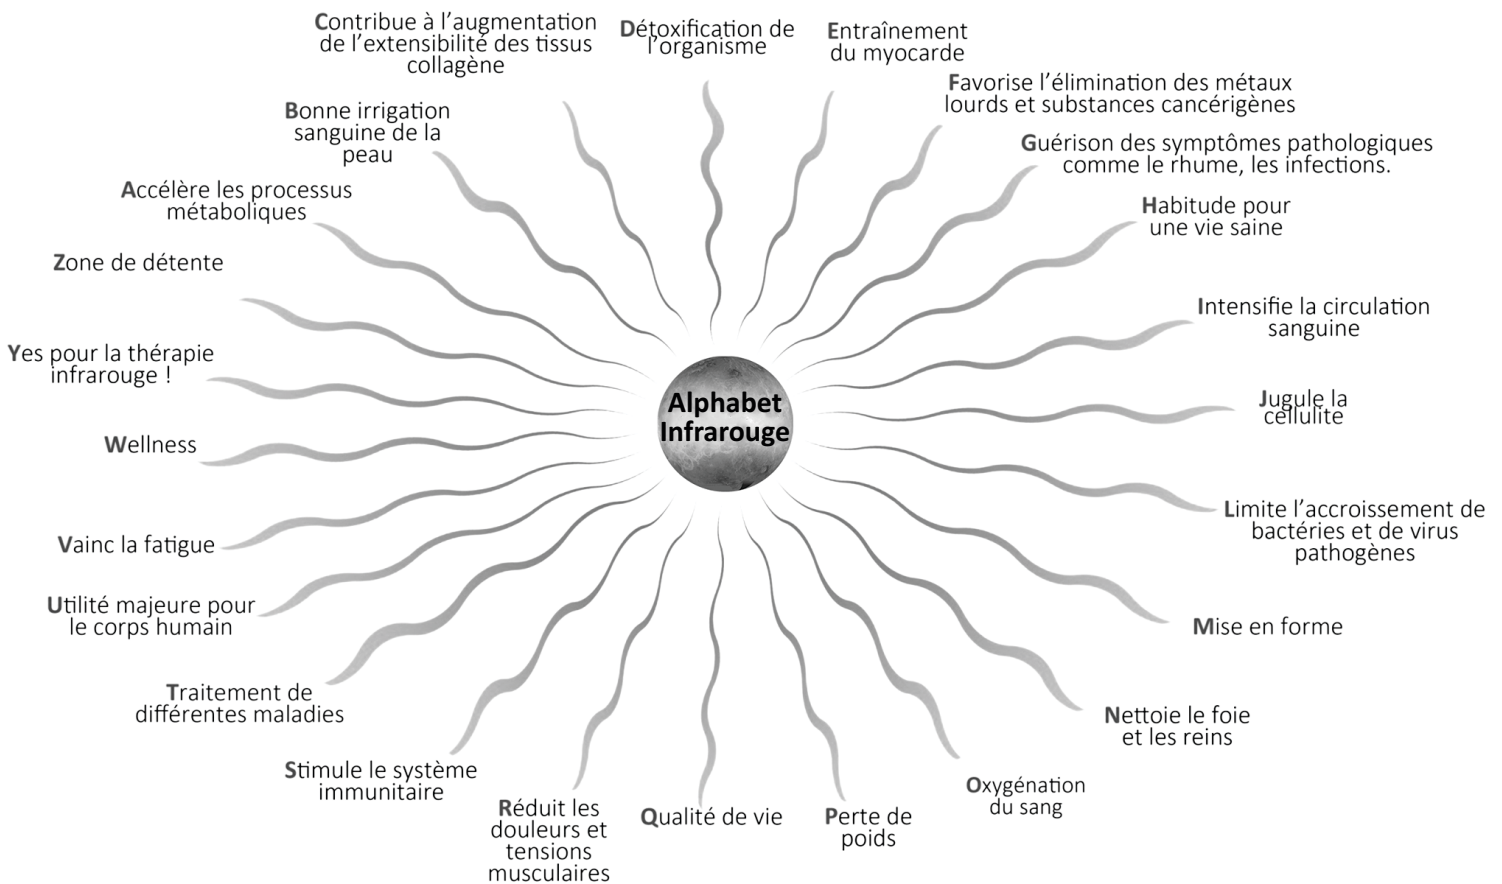 Contribue à l’augmentation
de l’extensibilité des tissus
collagène
Détoxification de
l’organisme
Entraînement
du myocarde
Favorise l’élimination des métaux
lourds et substances cancérigènes
Guérison des symptômes pathologiques
comme le rhume, les infections.
Habitude pour
une vie saine
Intensifie la circulation
sanguine
Jugule la
cellulite
Limite l’accroissement de
bactéries et de virus
pathogènes
Mise en forme
Nettoie le foie
et les reins
Oxygénation
du sang
Perte de
poids
Qualité de vie
Réduit les
douleurs et
tensions
musculaires
Stimule le système
immunitaire
Traitement de
différentes maladies
Utilité majeure pour
le corps humain
Vainc la fatigue
Wellness
Yes pour la thérapie
infrarouge !
Zone de détente
Accélère les processus
métaboliques
Bonne irrigation
sanguine de la
peau
Alphabet
Infrarouge